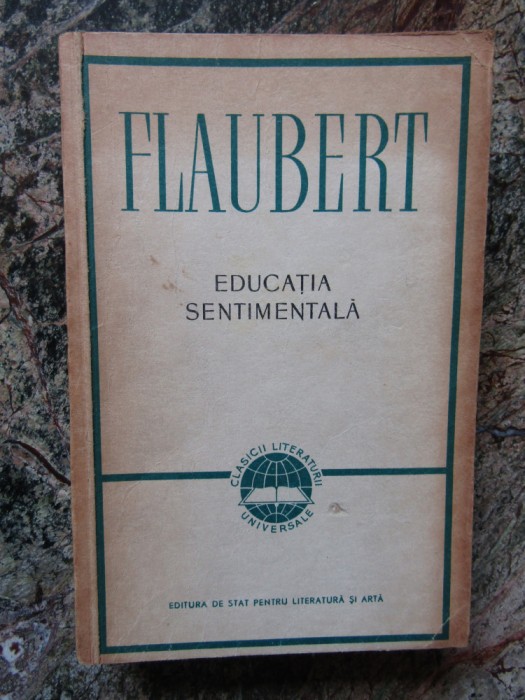 FLAUBERT
EDUCAȚIA
SENTIMENTALĂ
CLASICII LITERATURII
UNIVERSALE
EDITURA DE STAT PENTRU LITERATURĂ ȘI ARTĂ